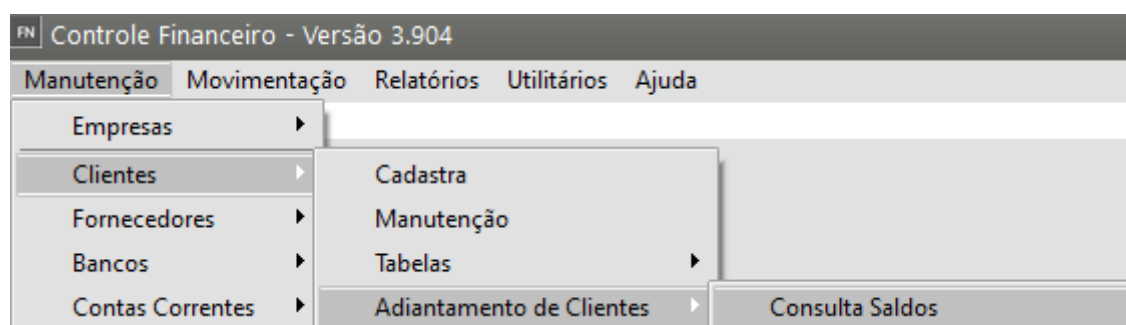 FN Controle Financeiro - Versão 3.904
Manutenção Movimentação Relatórios Utilitários Ajuda
Empresas
Clientes Cadastra
Fornecedores Manutenção
Bancos Tabelas
Contas Correntes Adiantamento de Clientes Consulta Saldos